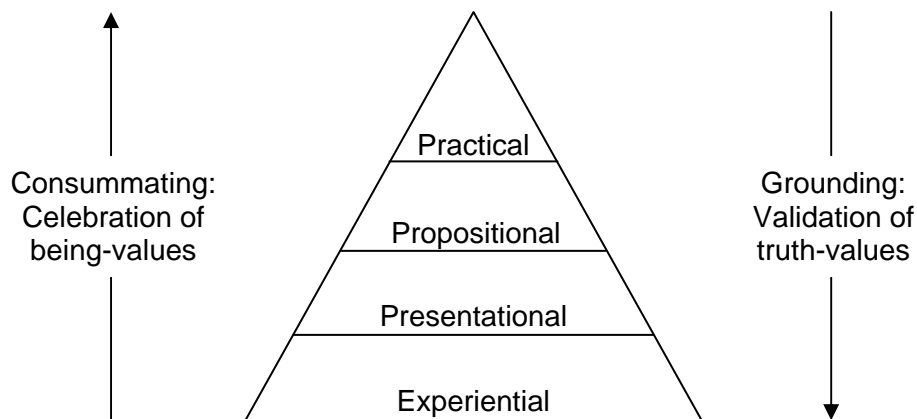 Practical
Consummating:
Celebration of
being-values
Grounding:
Validation of
truth-values
Propositional
Presentational
Experiential